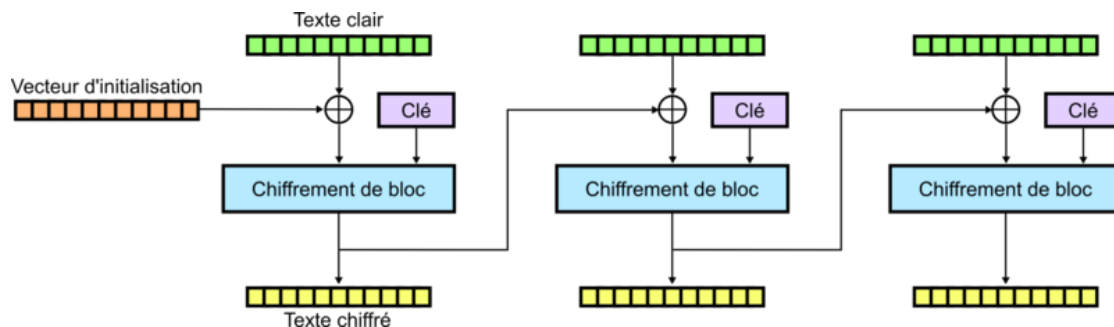 Texte clair
Vecteur d'initialisation
Clé
Clé
Clé
Chiffrement de bloc
Chiffrement de bloc
Chiffrement de bloc
Texte chiffré